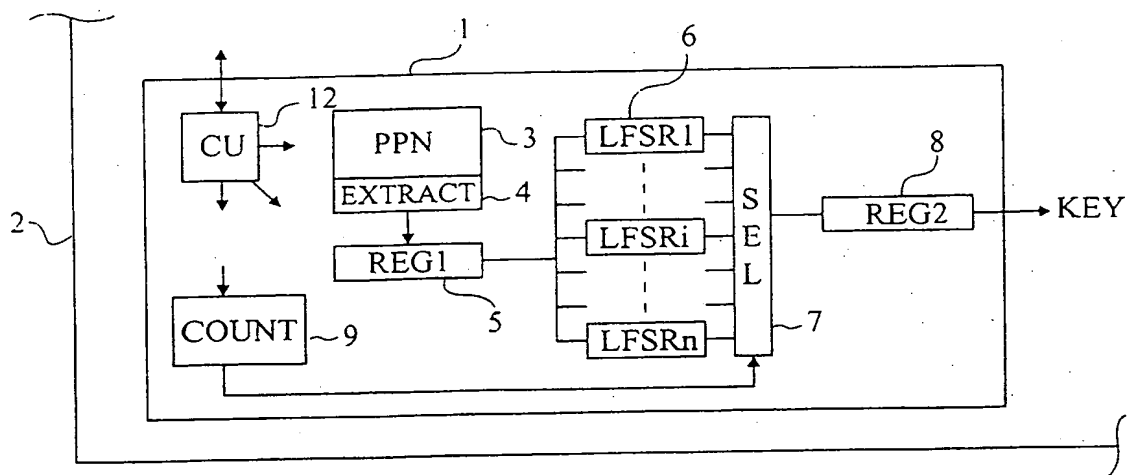 1
6
12
CU
PPN
3
EXTRACT
4
REG1
5
LFSR1
LFSRi
LFSRn
SEL
7
8
REG2
KEY
2
COUNT
9